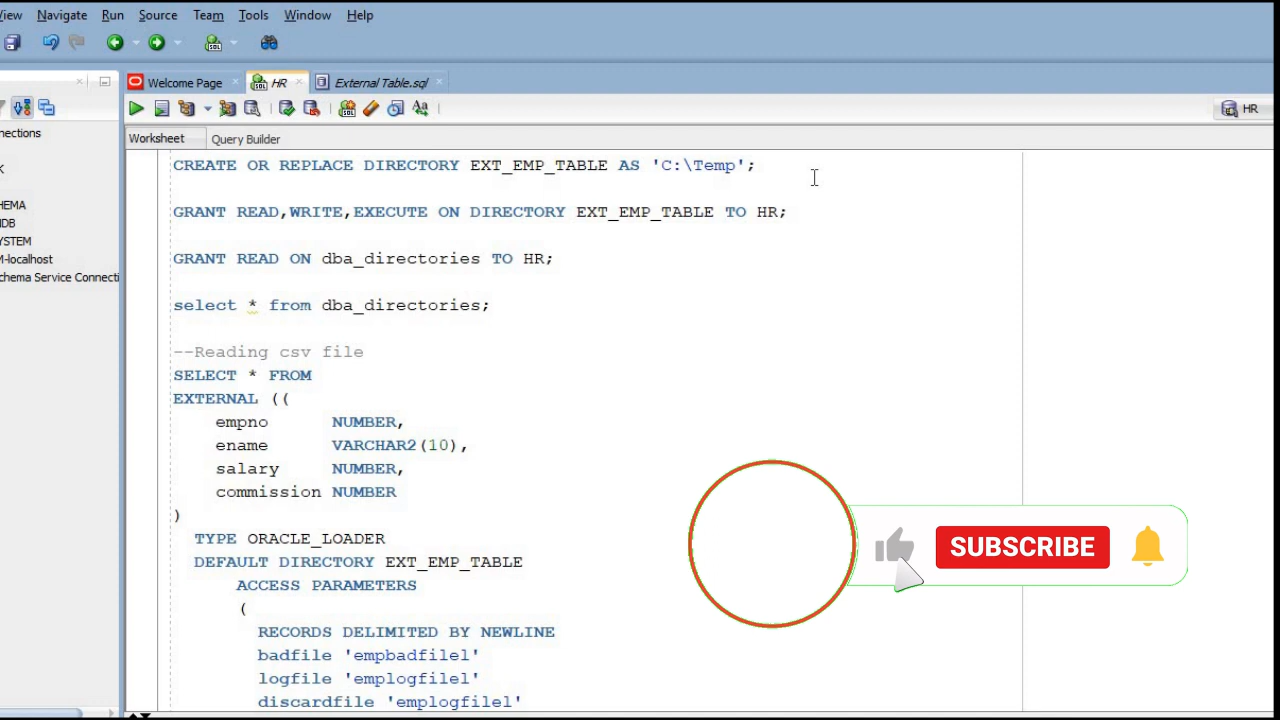 View Navigate Run Source Team Tools Window Help
Welcome Page HR External Table.sql
HR
nections
Worksheet Query Builder
K
HEMA
DB
YSTEM
M-localhost
chema Service Connecti
CREATE OR REPLACE DIRECTORY EXT_EMP_TABLE AS 'C:\Temp';
GRANT READ,WRITE,EXECUTE ON DIRECTORY EXT_EMP_TABLE TO HR;
GRANT READ ON dba_directories TO HR;
select * from dba_directories;
--Reading csv file
SELECT * FROM
EXTERNAL ((
empno NUMBER,
ename VARCHAR2(10),
salary NUMBER,
commission NUMBER
)
TYPE ORACLE_LOADER
DEFAULT DIRECTORY EXT_EMP_TABLE
ACCESS PARAMETERS
(
RECORDS DELIMITED BY NEWLINE
badfile 'empbadfile1'
logfile 'emplogfile1'
discardfile 'emplogfile1'
SUBSCRIBE